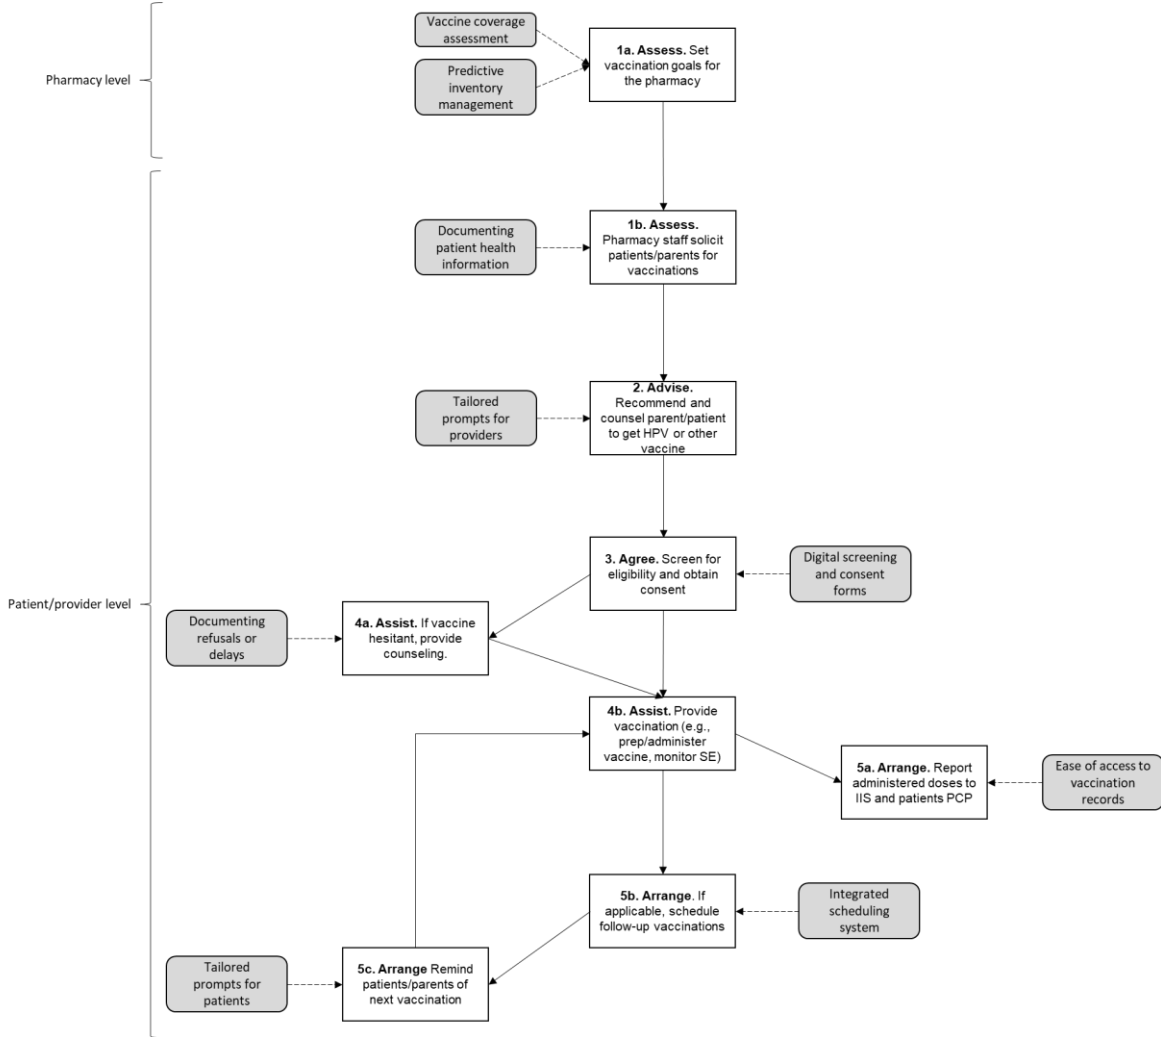 Vaccine coverage
assessment
1a. Assess. Set
vaccination goals for
the pharmacy
Pharmacy level
Predictive
inventory
management
Documenting
patient health
information
1b. Assess.
Pharmacy staff solicit
patients/parents for
vaccinations
Tailored
prompts for
providers
2. Advise.
Recommend and
counsel parent/patient
to get HPV or other
vaccine
3. Agree. Screen for
eligibility and obtain
consent
Digital screening
and consent
forms
Patient/provider level
Documenting
refusals or
delays
4a. Assist. If vaccine
hesitant, provide
counseling.
4b. Assist. Provide
vaccination (e.g.,
prep/administer
vaccine, monitor SE)
5a. Arrange. Report
administered doses to
IIS and patients PCP
Ease of access to
vaccination
records
5b. Arrange. If
applicable, schedule
follow-up vaccinations
Integrated
scheduling
system
Tailored
prompts for
patients
5c. Arrange Remind
patients/parents of
next vaccination